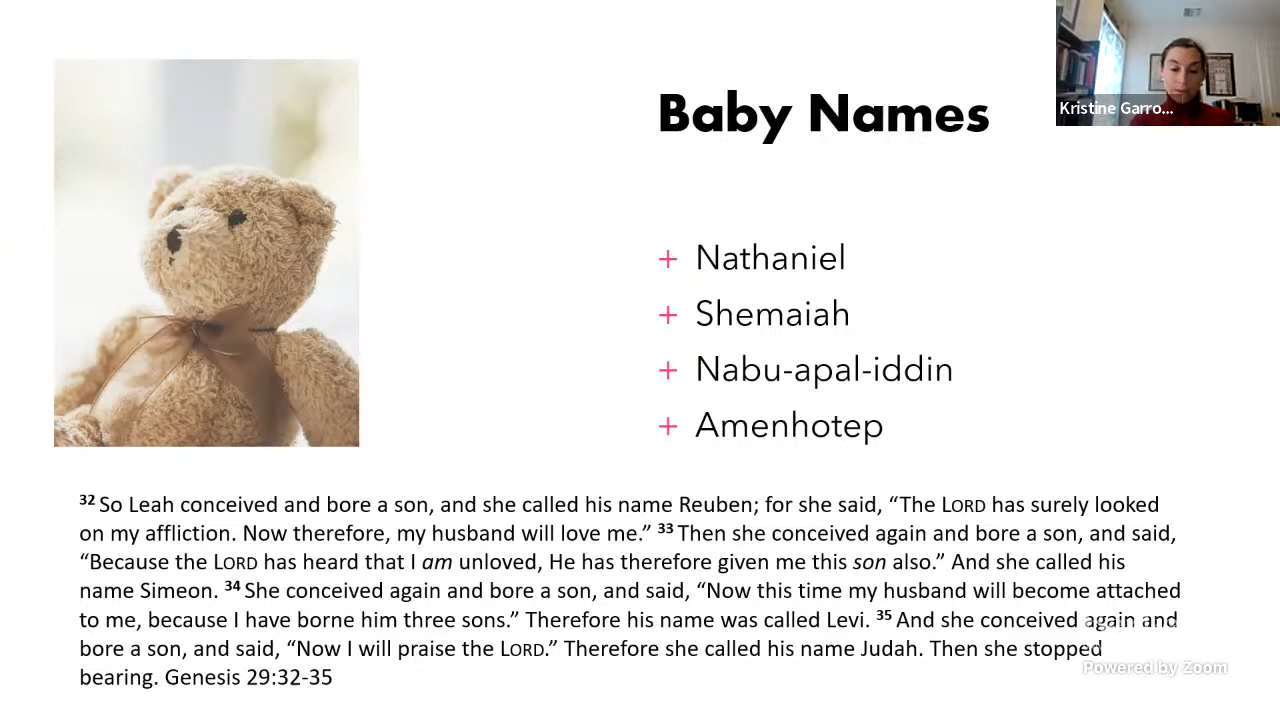 Baby Names
Kristine Garro...
+ Nathaniel
+ Shemaiah
+ Nabu-apal-iddin
+ Amenhotep
32 So Leah conceived and bore a son, and she called his name Reuben; for she said, “The LORD has surely looked
on my affliction. Now therefore, my husband will love me.” 33 Then she conceived again and bore a son, and said,
“Because the LORD has heard that I am unloved, He has therefore given me this son also.” And she called his
name Simeon. 34 She conceived again and bore a son, and said, “Now this time my husband will become attached
to me, because I have borne him three sons.” Therefore his name was called Levi. 35 And she conceived again and
bore a son, and said, “Now I will praise the LORD.” Therefore she called his name Judah. Then she stopped
bearing. Genesis 29:32-35
Powered by Zoom